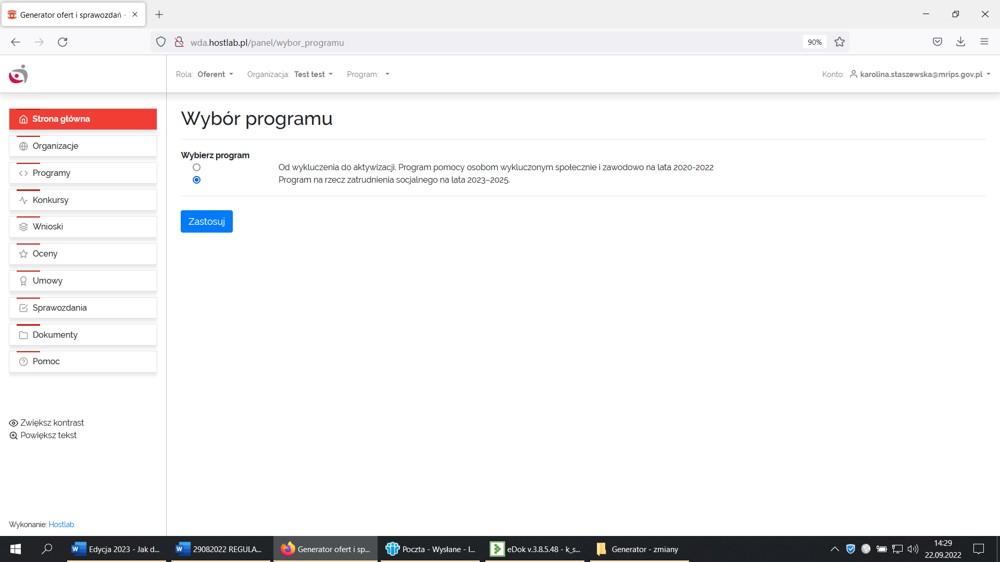 Generator ofert i sprawozdań -
wda.hostlab.pl/panel/wybor_programu
90%
Rola: Oferent
Organizacja: Test test
Program:
Konto: karolina.staszewska@mrips.gov.pl
Strona główna
Organizacje
Programy
Konkursy
Wnioski
Oceny
Umowy
Sprawozdania
Dokumenty
Pomoc
Zwiększ kontrast
Powiększ tekst
Wykonanie: Hostlab
Wybór programu
Wybierz program
Od wykluczenia do aktywizacji. Program pomocy osobom wykluczonym społecznie i zawodowo na lata 2020-2022
Program na rzecz zatrudnienia socjalnego na lata 2023–2025.
Zastosuj
Edycja 2023 - Jak d...
29082022 REGULA...
Generator ofert i sp...
Poczta - Wysłane - I...
eDok v.3.8.5.48 - k_s...
Generator - zmiany
14:29
22.09.2022